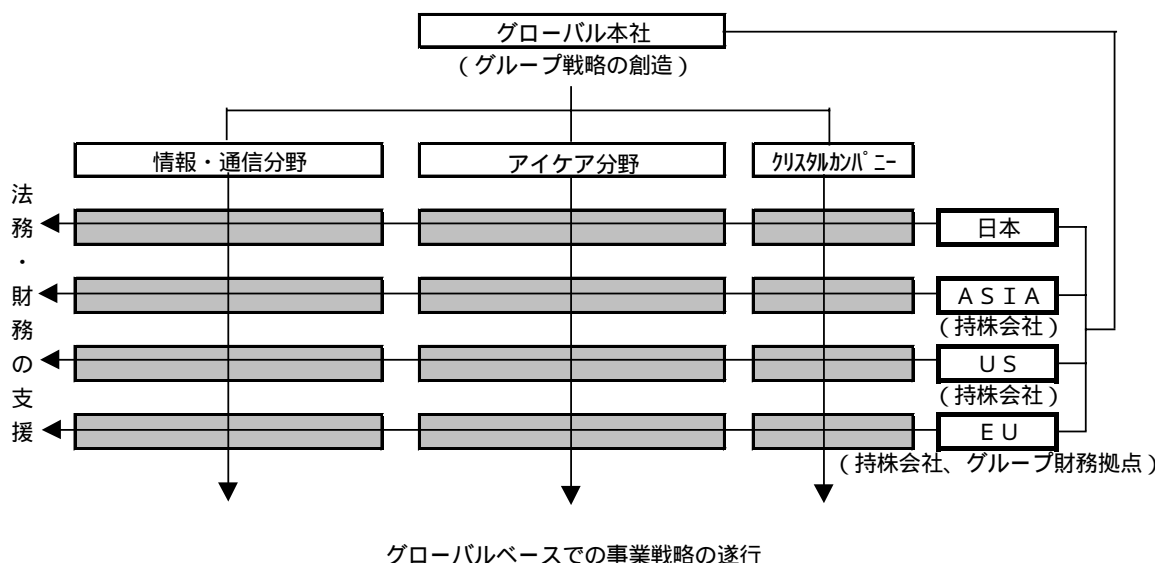 グローバル本社
(グループ戦略の創造)
情報・通信分野
アイケア分野
ｸﾘｽﾀﾙｶﾝﾊﾟﾆｰ
法務・財務の支援
日本
ＡＳＩＡ
(持株会社)
ＵＳ
(持株会社)
ＥＵ
(持株会社、グループ財務拠点)
グローバルベースでの事業戦略の遂行